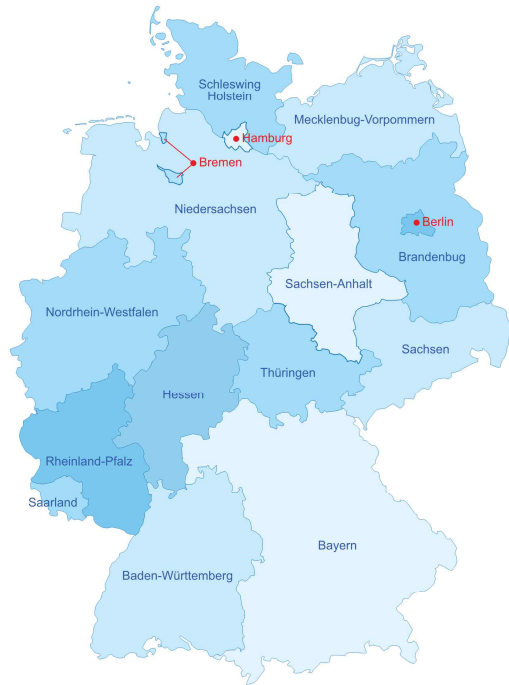 Schleswing
Holstein
Mecklenbug-Vorpommern
Hamburg
Bremen
Niedersachsen
Berlin
Brandenbug
Sachsen-Anhalt
Nordrhein-Westfalen
Sachsen
Thüringen
Hessen
Rheinland-Pfalz
Saarland
Bayern
Baden-Württemberg